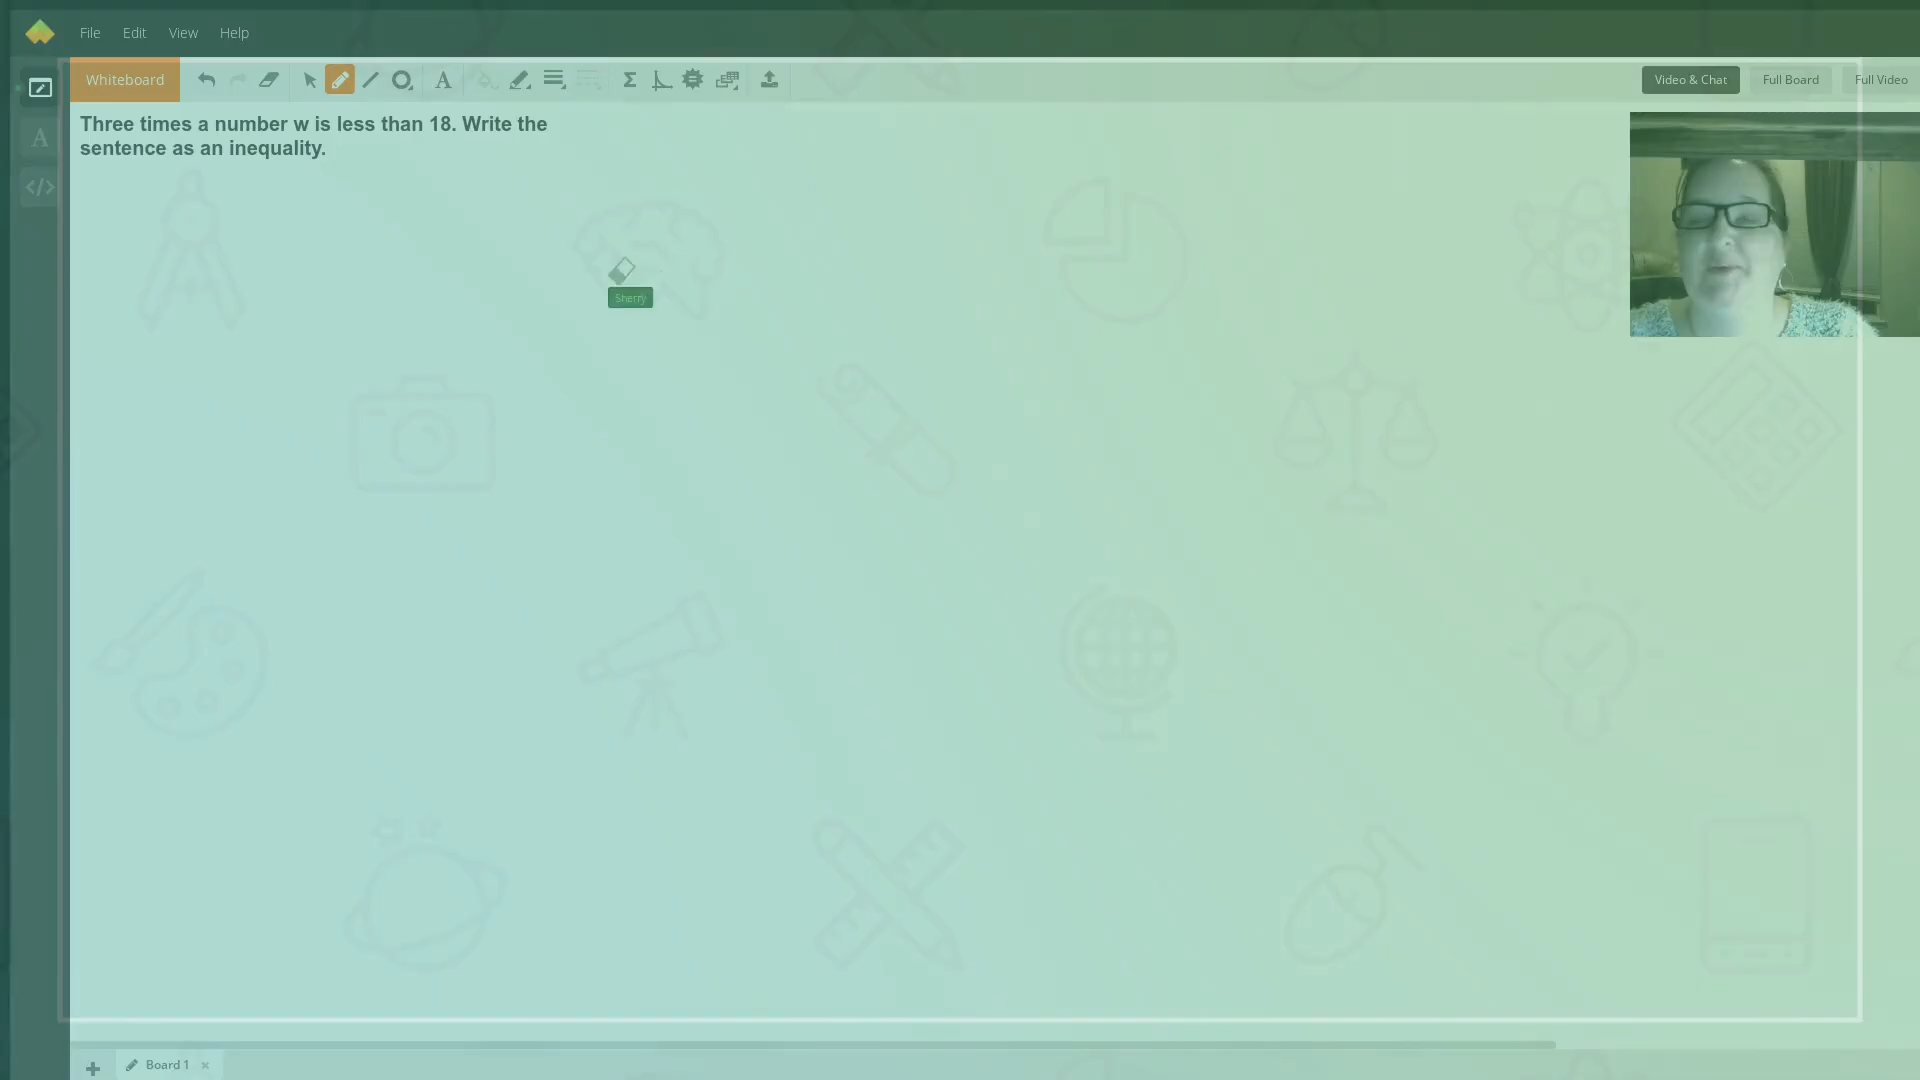 File Edit View Help
Whiteboard A Σ Video & Chat Full Board Full Video
Three times a number w is less than 18. Write the
sentence as an inequality.
A
</>
Sherry
Board 1